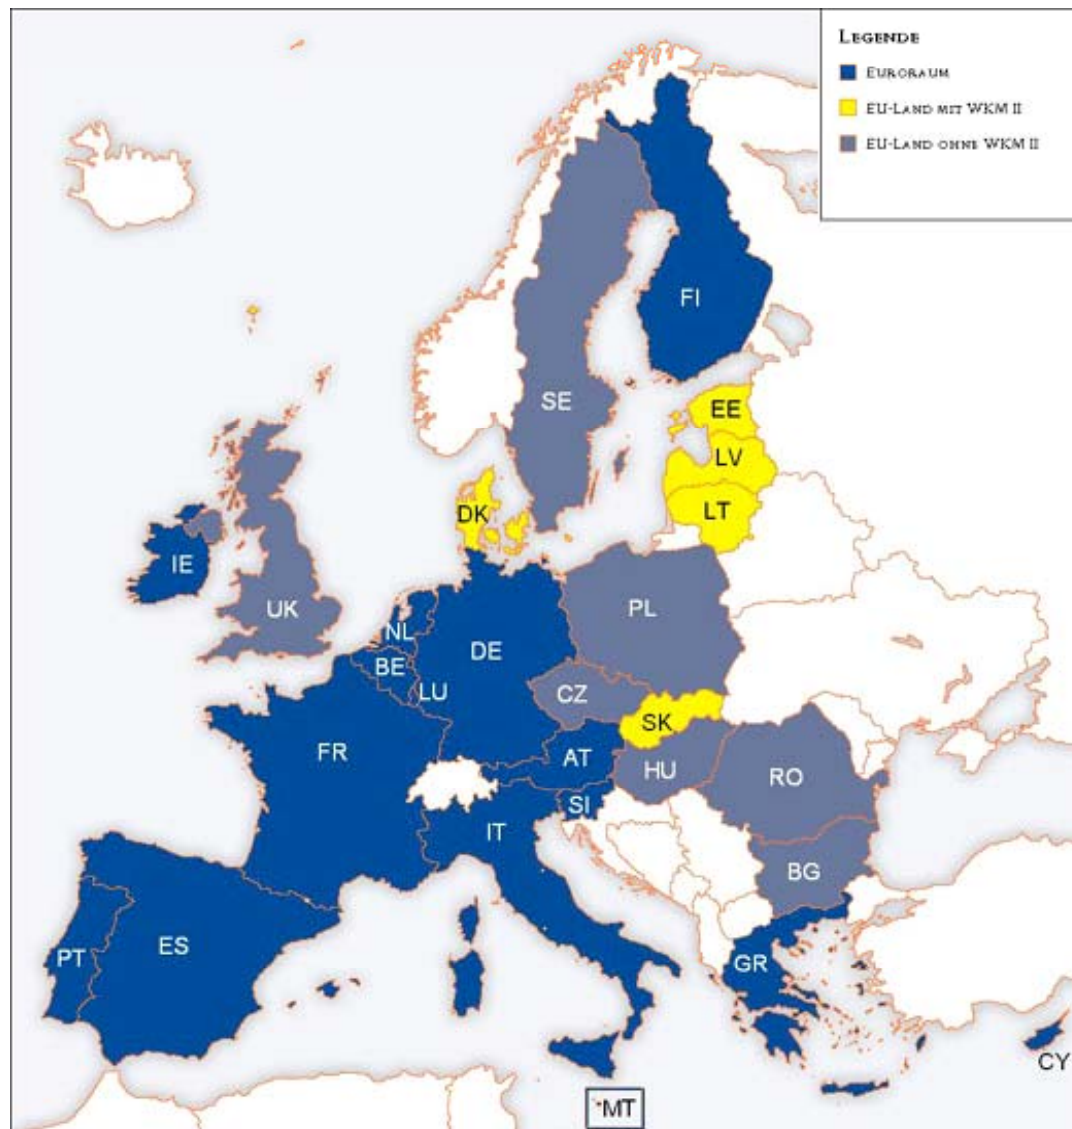 LEGENDE
EURORAUM
EU-LAND MIT WKM II
EU-LAND OHNE WKM II
FI
SE
EE
LV
LT
DK
IE
UK
NL
PL
DE
BE
LU
CZ
SK
FR
AT
HU
RO
SI
IT
BG
PT
ES
GR
CY
MT